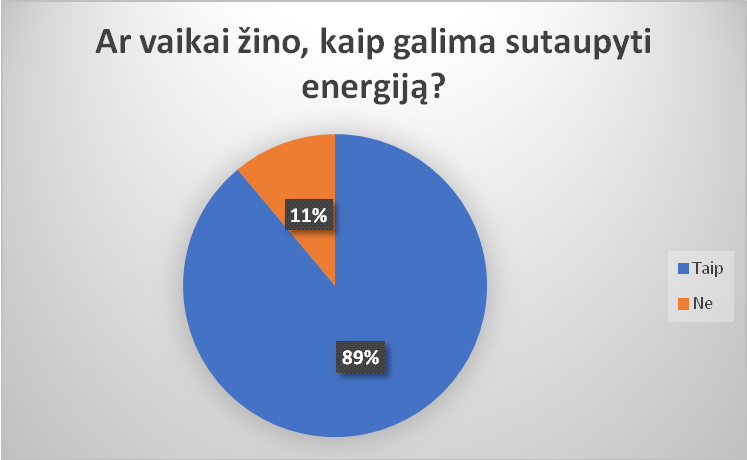 Ar vaikai žino, kaip galima sutaupyti
energiją?
11%
89%
Taip
Ne